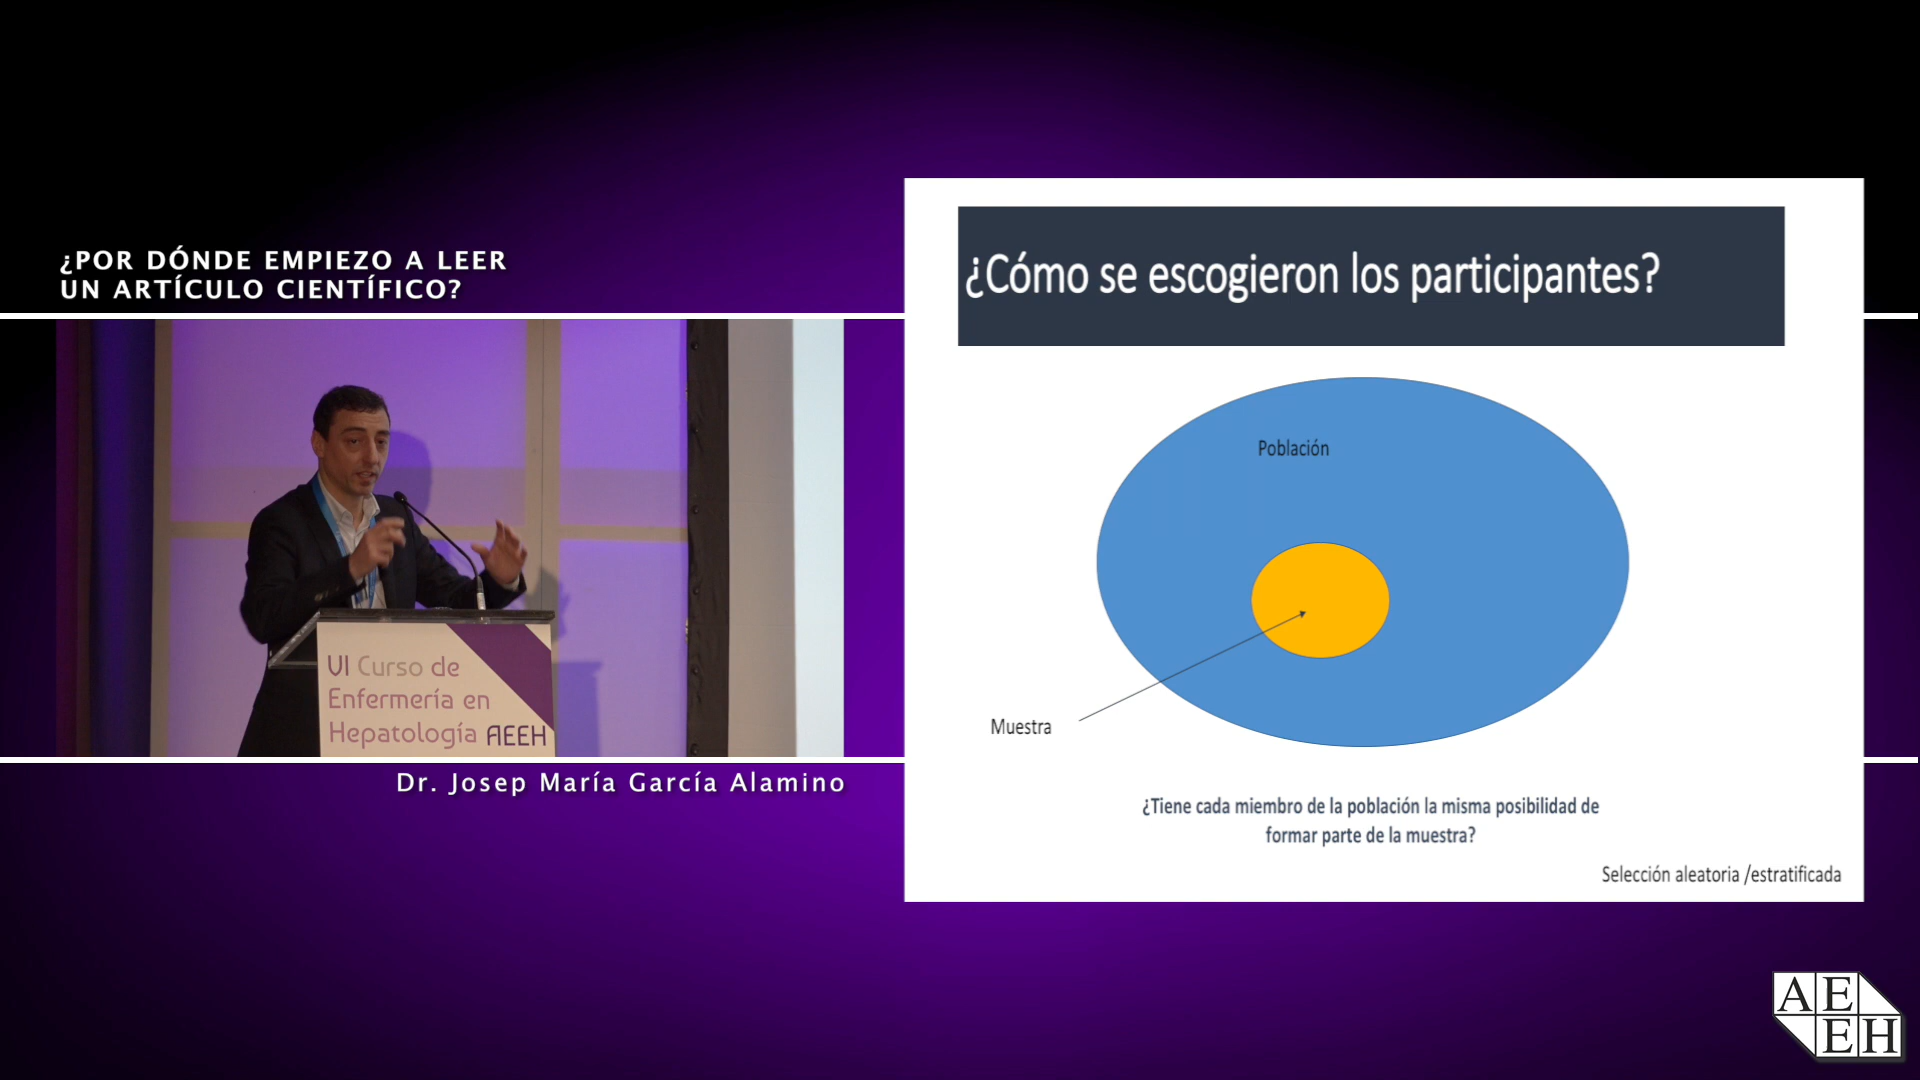 ¿POR DÓNDE EMPIEZO A LEER
UN ARTÍCULO CIENTÍFICO?
VI Curso de
Enfermería en
Hepatología AEEH
Dr. Josep María García Alamino
¿Cómo se escogieron los participantes?
Población
Muestra
¿Tiene cada miembro de la población la misma posibilidad de
formar parte de la muestra?
Selección aleatoria /estratificada
AE
EH